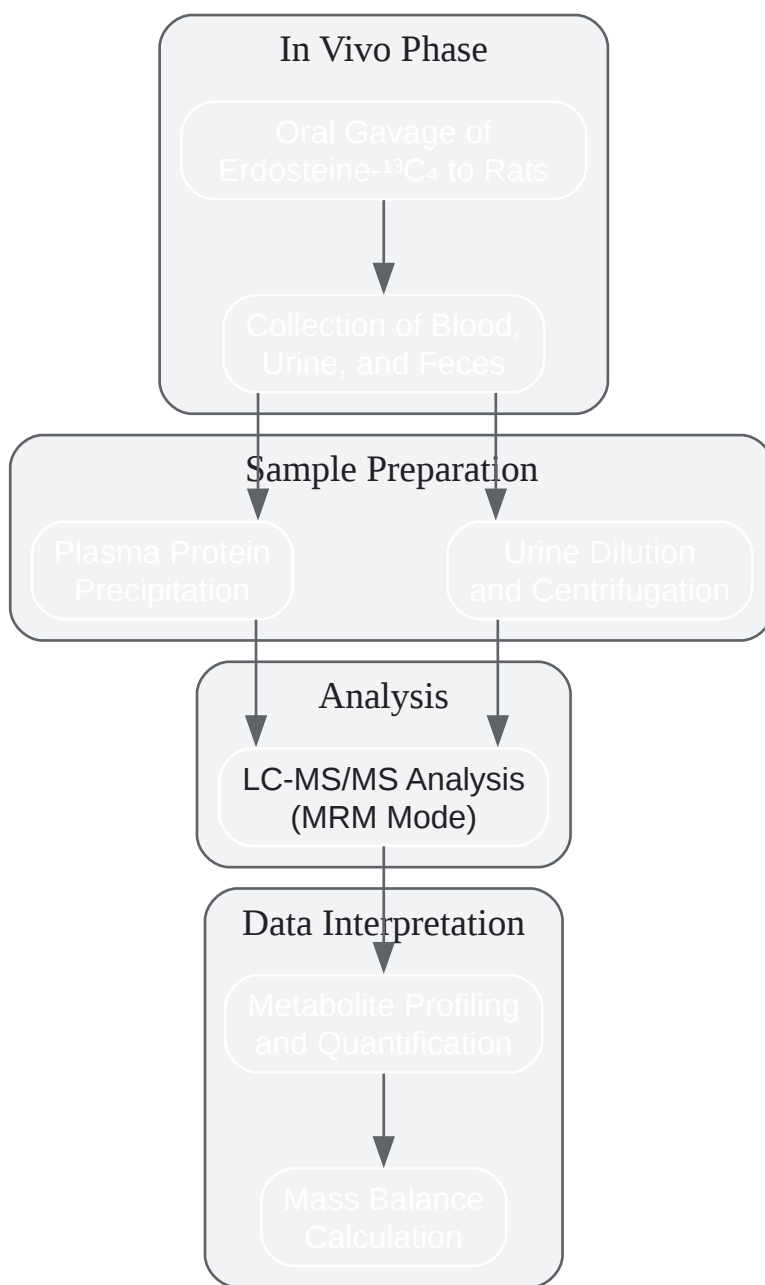 In Vivo Phase
Oral Gavage of
Erdosteine-¹³C₄ to Rats
Collection of Blood,
Urine, and Feces
Sample Preparation
Plasma Protein
Precipitation
Urine Dilution
and Centrifugation
Analysis
LC-MS/MS Analysis
(MRM Mode)
Data Interpretation
Metabolite Profiling
and Quantification
Mass Balance
Calculation